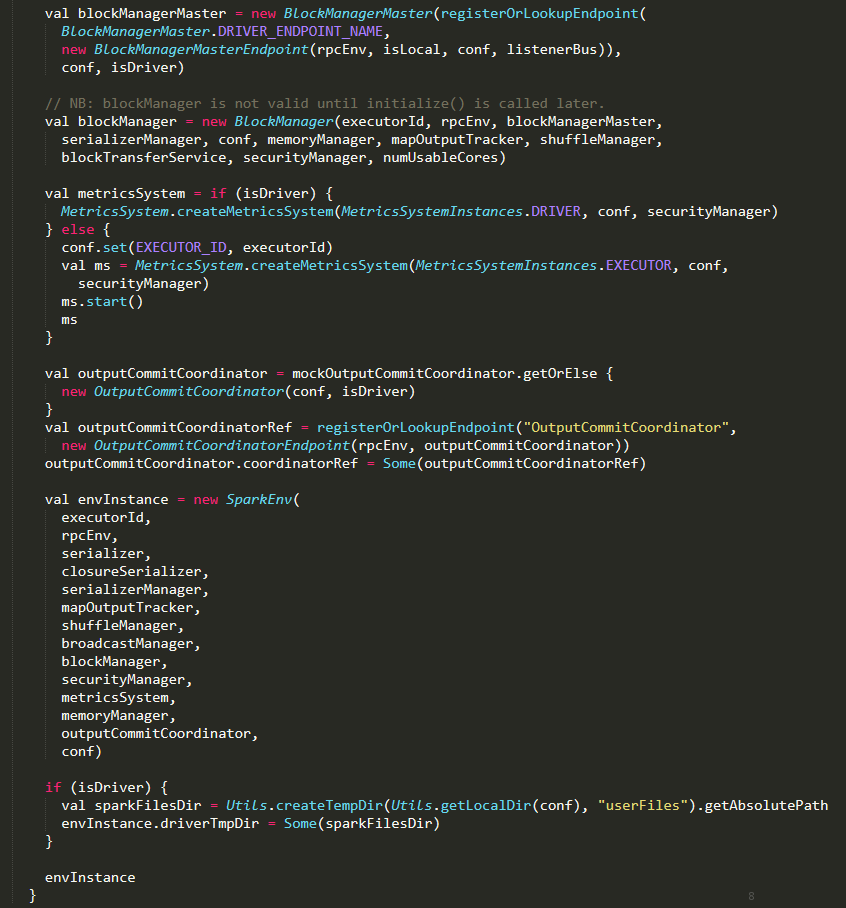 val blockManagerMaster = new BlockManagerMaster(registerOrLookupEndpoint(
  BlockManagerMaster.DRIVER_ENDPOINT_NAME,
  new BlockManagerMasterEndpoint(rpcEnv, isLocal, conf, listenerBus)),
  conf, isDriver)

// NB: blockManager is not valid until initialize() is called later.
val blockManager = new BlockManager(executorId, rpcEnv, blockManagerMaster,
  serializerManager, conf, memoryManager, mapOutputTracker, shuffleManager,
  blockTransferService, securityManager, numUsableCores)

val metricsSystem = if (isDriver) {
  MetricsSystem.createMetricsSystem(MetricsSystemInstances.DRIVER, conf, securityManager)
} else {
  conf.set(EXECUTOR_ID, executorId)
  val ms = MetricsSystem.createMetricsSystem(MetricsSystemInstances.EXECUTOR, conf,
    securityManager)
  ms.start()
  ms
}

val outputCommitCoordinator = mockOutputCommitCoordinator.getOrElse {
  new OutputCommitCoordinator(conf, isDriver)
}
val outputCommitCoordinatorRef = registerOrLookupEndpoint("OutputCommitCoordinator",
  new OutputCommitCoordinatorEndpoint(rpcEnv, outputCommitCoordinator))
outputCommitCoordinator.coordinatorRef = Some(outputCommitCoordinatorRef)

val envInstance = new SparkEnv(
  executorId,
  rpcEnv,
  serializer,
  closureSerializer,
  serializerManager,
  mapOutputTracker,
  shuffleManager,
  broadcastManager,
  blockManager,
  securityManager,
  metricsSystem,
  memoryManager,
  outputCommitCoordinator,
  conf)

if (isDriver) {
  val sparkFilesDir = Utils.createTempDir(Utils.getLocalDir(conf), "userFiles").getAbsolutePath
  envInstance.driverTmpDir = Some(sparkFilesDir)
}

envInstance
}
8